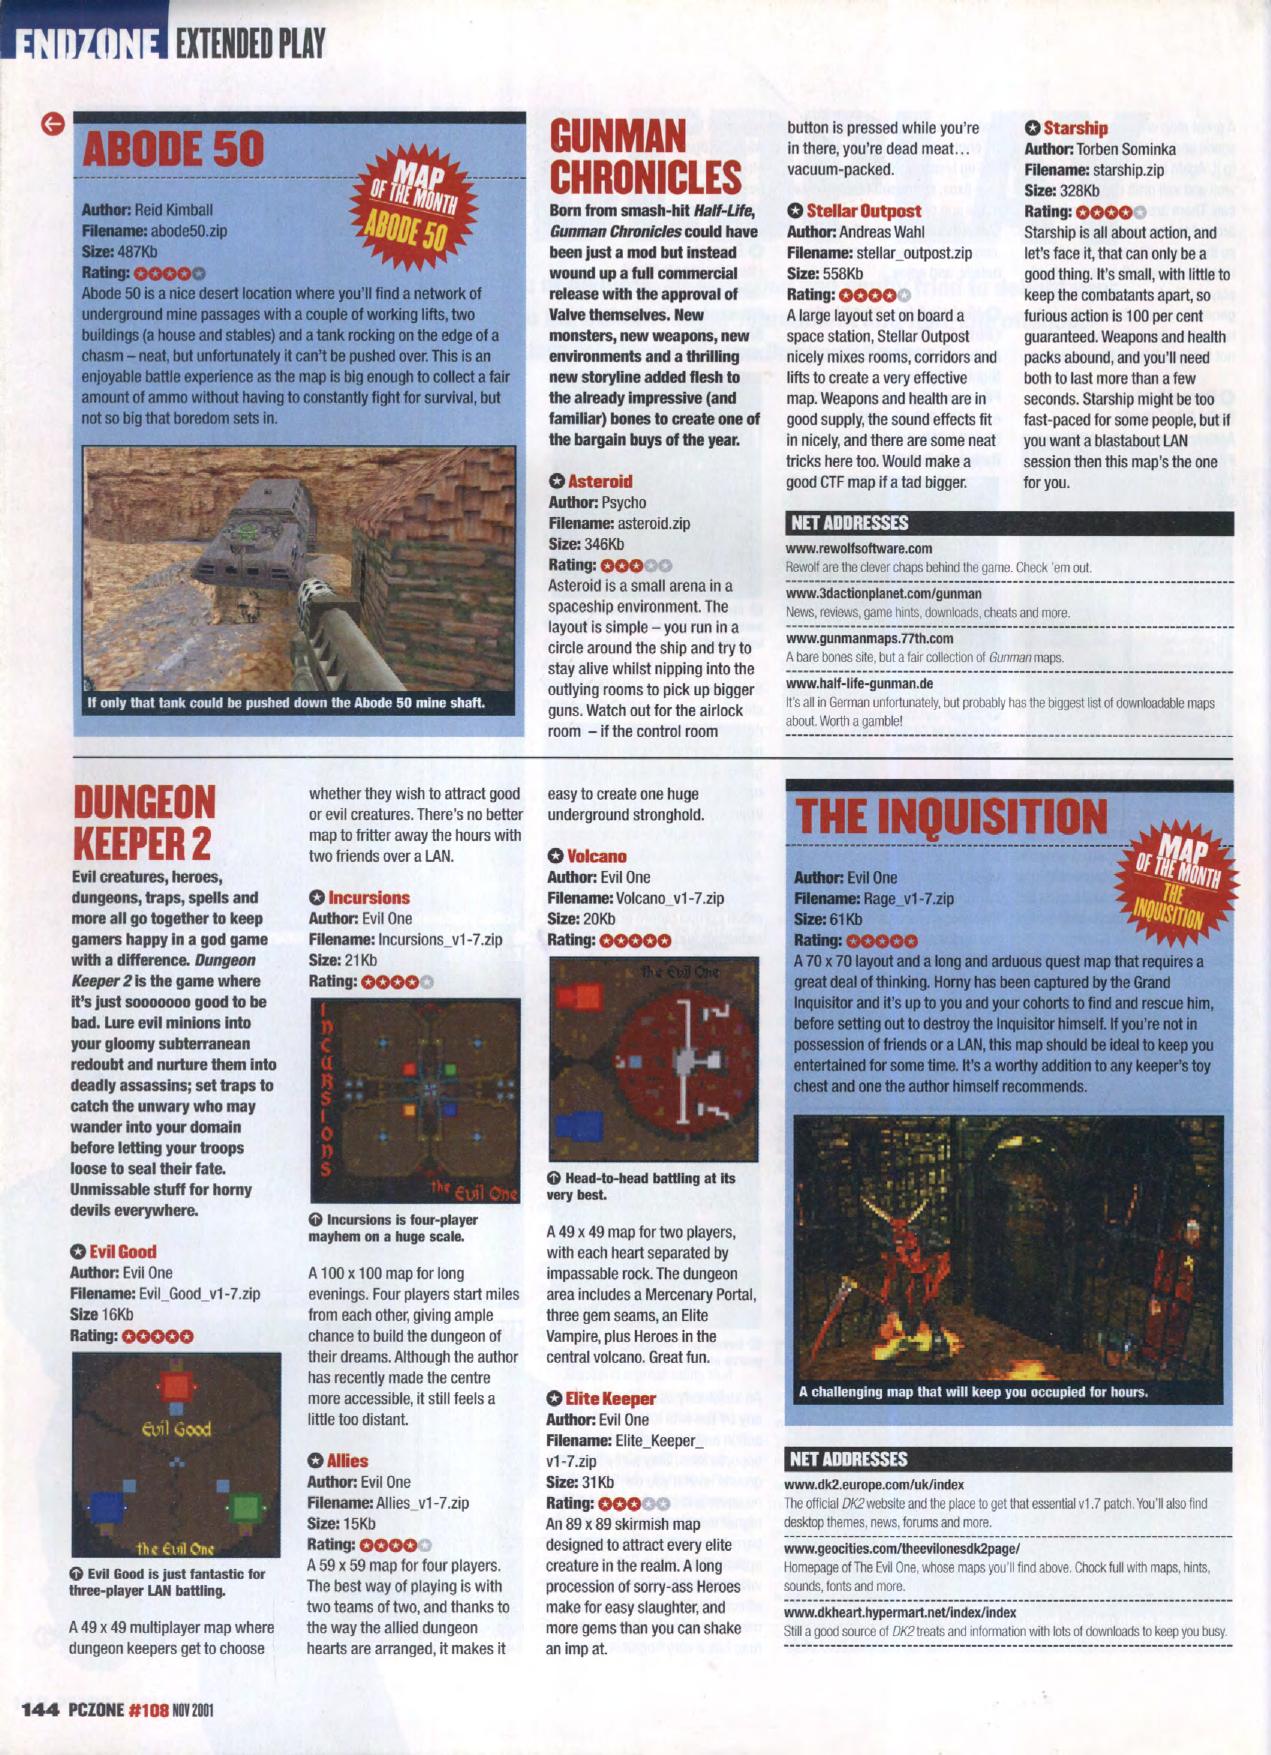 ENDZONE EXTENDED PLAY
ABODE 50
MAP
OF THE MONTH
ABODE 50
Author: Reid Kimball
Filename: abode50.zip
Size: 487Kb
Rating:
Abode 50 is a nice desert location where you'll find a network of
underground mine passages with a couple of working lifts, two
buildings (a house and stables) and a tank rocking on the edge of a
chasm – neat, but unfortunately it can't be pushed over. This is an
enjoyable battle experience as the map is big enough to collect a fair
amount of ammo without having to constantly fight for survival, but
not so big that boredom sets in.
If only that tank could be pushed down the Abode 50 mine shaft.
GUNMAN
CHRONICLES
Born from smash-hit Half-Life,
Gunman Chronicles could have
been just a mod but instead
wound up a full commercial
release with the approval of
Valve themselves. New
monsters, new weapons, new
environments and a thrilling
new storyline added flesh to
the already impressive (and
familiar) bones to create one of
the bargain buys of the year.
Asteroid
Author: Psycho
Filename: asteroid.zip
Size: 346Kb
Rating:
Asteroid is a small arena in a
spaceship environment. The
layout is simple – you run in a
circle around the ship and try to
stay alive whilst nipping into the
outlying rooms to pick up bigger
guns. Watch out for the airlock
room – if the control room
button is pressed while you're
in there, you're dead meat...
vacuum-packed.
Stellar Outpost
Author: Andreas Wahl
Filename: stellar_outpost.zip
Size: 558Kb
Rating:
A large layout set on board a
space station, Stellar Outpost
nicely mixes rooms, corridors and
lifts to create a very effective
map. Weapons and health are in
good supply, the sound effects fit
in nicely, and there are some neat
tricks here too. Would make a
good CTF map if a tad bigger.
Starship
Author: Torben Sominka
Filename: starship.zip
Size: 328Kb
Rating:
Starship is all about action, and
let's face it, that can only be a
good thing. It's small, with little to
keep the combatants apart, so
furious action is 100 per cent
guaranteed. Weapons and health
packs abound, and you'll need
both to last more than a few
seconds. Starship might be too
fast-paced for some people, but if
you want a blastabout LAN
session then this map's the one
for you.
NET ADDRESSES
www.rewolfsoftware.com
Rewolf are the clever chaps behind the game. Check 'em out.
www.3dactionplanet.com/gunman
News, reviews, game hints, downloads, cheats and more.
www.gunmanmaps.77th.com
A bare bones site, but a fair collection of Gunman maps.
www.half-life-gunman.de
It's all in German unfortunately, but probably has the biggest list of downloadable maps
about. Worth a gamble!
DUNGEON
KEEPER 2
Evil creatures, heroes,
dungeons, traps, spells and
more all go together to keep
gamers happy in a god game
with a difference. Dungeon
Keeper 2 is the game where
it's just sooooooo good to be
bad. Lure evil minions into
your gloomy subterranean
redoubt and nurture them into
deadly assassins; set traps to
catch the unwary who may
wander into your domain
before letting your troops
loose to seal their fate.
Unmissable stuff for horny
devils everywhere.
Evil Good
Author: Evil One
Filename: Evil_Good_v1-7.zip
Size 16Kb
Rating:
Evil Good
the Evil One
Evil Good is just fantastic for
three-player LAN battling.
A 49 x 49 multiplayer map where
dungeon keepers get to choose
whether they wish to attract good
or evil creatures. There's no better
map to fritter away the hours with
two friends over a LAN.
Incursions
Author: Evil One
Filename: Incursions_v1-7.zip
Size: 21Kb
Rating:
INCURSIONS
the Evil One
Incursions is four-player
mayhem on a huge scale.
A 100 x 100 map for long
evenings. Four players start miles
from each other, giving ample
chance to build the dungeon of
their dreams. Although the author
has recently made the centre
more accessible, it still feels a
little too distant.
Allies
Author: Evil One
Filename: Allies_v1-7.zip
Size: 15Kb
Rating:
A 59 x 59 map for four players.
The best way of playing is with
two teams of two, and thanks to
the way the allied dungeon
hearts are arranged, it makes it
easy to create one huge
underground stronghold.
Volcano
Author: Evil One
Filename: Volcano_v1-7.zip
Size: 20Kb
Rating:
the Evil One
Head-to-head battling at its
very best.
A 49 x 49 map for two players,
with each heart separated by
impassable rock. The dungeon
area includes a Mercenary Portal,
three gem seams, an Elite
Vampire, plus Heroes in the
central volcano. Great fun.
Elite Keeper
Author: Evil One
Filename: Elite_Keeper_
v1-7.zip
Size: 31Kb
Rating:
An 89 x 89 skirmish map
designed to attract every elite
creature in the realm. A long
procession of sorry-ass Heroes
make for easy slaughter, and
more gems than you can shake
an imp at.
THE INQUISITION
MAP
OF THE MONTH
THE
INQUISITION
Author: Evil One
Filename: Rage_v1-7.zip
Size: 61Kb
Rating:
A 70 x 70 layout and a long and arduous quest map that requires a
great deal of thinking. Horny has been captured by the Grand
Inquisitor and it's up to you and your cohorts to find and rescue him,
before setting out to destroy the Inquisitor himself. If you're not in
possession of friends or a LAN, this map should be ideal to keep you
entertained for some time. It's a worthy addition to any keeper's toy
chest and one the author himself recommends.
A challenging map that will keep you occupied for hours.
NET ADDRESSES
www.dk2.europe.com/uk/index
The official DK2 website and the place to get that essential v1.7 patch. You'll also find
desktop themes, news, forums and more.
www.geocities.com/theevilonesdk2page/
Homepage of The Evil One, whose maps you'll find above. Chock full with maps, hints,
sounds, fonts and more.
www.dkheart.hypermart.net/index/index
Still a good source of DK2 treats and information with lots of downloads to keep you busy.
144 PCZONE #108 NOV 2001